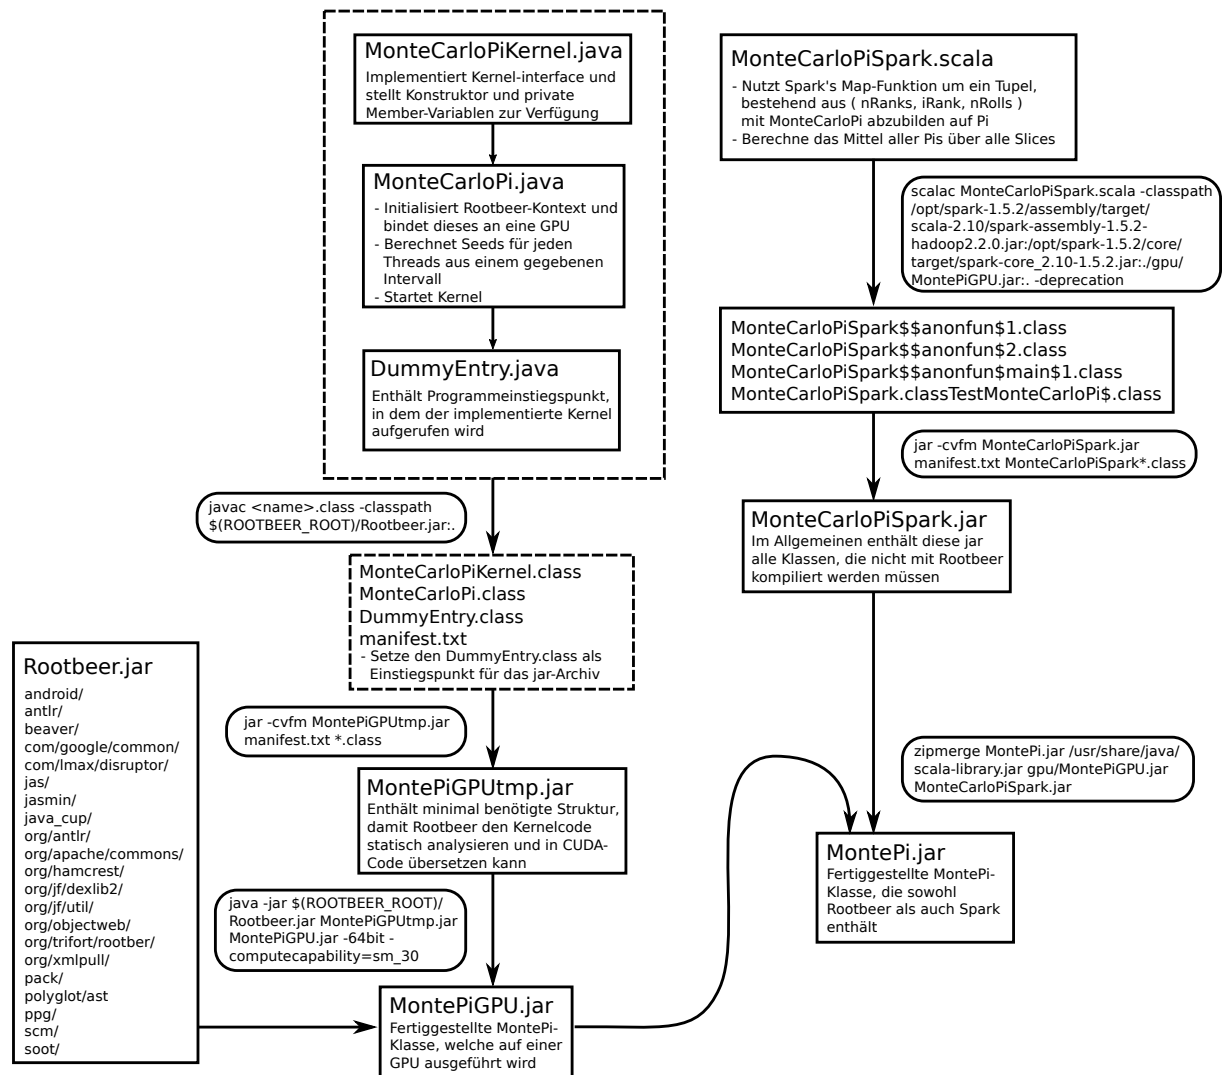 MonteCarloPiKernel.java
Implementiert Kernel-interface und
stellt Konstruktor und private
Member-Variablen zur Verfügung
MonteCarloPi.java
- Initialisiert Rootbeer-Kontext und
bindet dieses an eine GPU
- Berechnet Seeds für jeden
Threads aus einem gegebenen
Intervall
- Startet Kernel
DummyEntry.java
Enthält Programmeinstiegspunkt,
in dem der implementierte Kernel
aufgerufen wird
javac <name>.class -classpath
$(ROOTBEER_ROOT)/Rootbeer.jar:.
MonteCarloPiKernel.class
MonteCarloPi.class
DummyEntry.class
manifest.txt
- Setze den DummyEntry.class als
Einstiegspunkt für das jar-Archiv
jar -cvfm MontePiGPUtmp.jar
manifest.txt *.class
MontePiGPUtmp.jar
Enthält minimal benötigte Struktur,
damit Rootbeer den Kernelcode
statisch analysieren und in CUDA-
Code übersetzen kann
java -jar $(ROOTBEER_ROOT)/
Rootbeer.jar MontePiGPUtmp.jar
MontePiGPU.jar -64bit -
computecapability=sm_30
MontePiGPU.jar
Fertiggestellte MontePi-
Klasse, welche auf einer
GPU ausgeführt wird
Rootbeer.jar
android/
antlr/
beaver/
com/google/common/
com/lmax/disruptor/
jas/
jasmin/
java_cup/
org/antlr/
org/apache/commons/
org/hamcrest/
org/jf/dexlib2/
org/jf/util/
org/objectweb/
org/trifort/rootber/
org/xmlpull/
pack/
polyglot/ast
ppg/
scm/
soot/
MonteCarloPiSpark.scala
- Nutzt Spark's Map-Funktion um ein Tupel,
bestehend aus ( nRanks, iRank, nRolls )
mit MonteCarloPi abzubilden auf Pi
- Berechne das Mittel aller Pis über alle Slices
scalac MonteCarloPiSpark.scala -classpath
/opt/spark-1.5.2/assembly/target/
scala-2.10/spark-assembly-1.5.2-
hadoop2.2.0.jar:/opt/spark-1.5.2/core/
target/spark-core_2.10-1.5.2.jar:./gpu/
MontePiGPU.jar:. -deprecation
MonteCarloPiSpark$$anonfun$1.class
MonteCarloPiSpark$$anonfun$2.class
MonteCarloPiSpark$$anonfun$main$1.class
MonteCarloPiSpark.classTestMonteCarloPi$.class
jar -cvfm MonteCarloPiSpark.jar
manifest.txt MonteCarloPiSpark*.class
MonteCarloPiSpark.jar
Im Allgemeinen enthält diese jar
alle Klassen, die nicht mit Rootbeer
kompiliert werden müssen
zipmerge MontePi.jar /usr/share/java/
scala-library.jar gpu/MontePiGPU.jar
MonteCarloPiSpark.jar
MontePi.jar
Fertiggestellte MontePi-
Klasse, die sowohl
Rootbeer als auch Spark
enthält